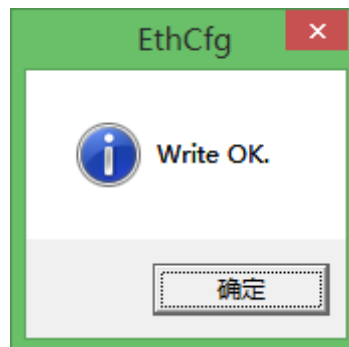 EthCfg
Write OK.
确定